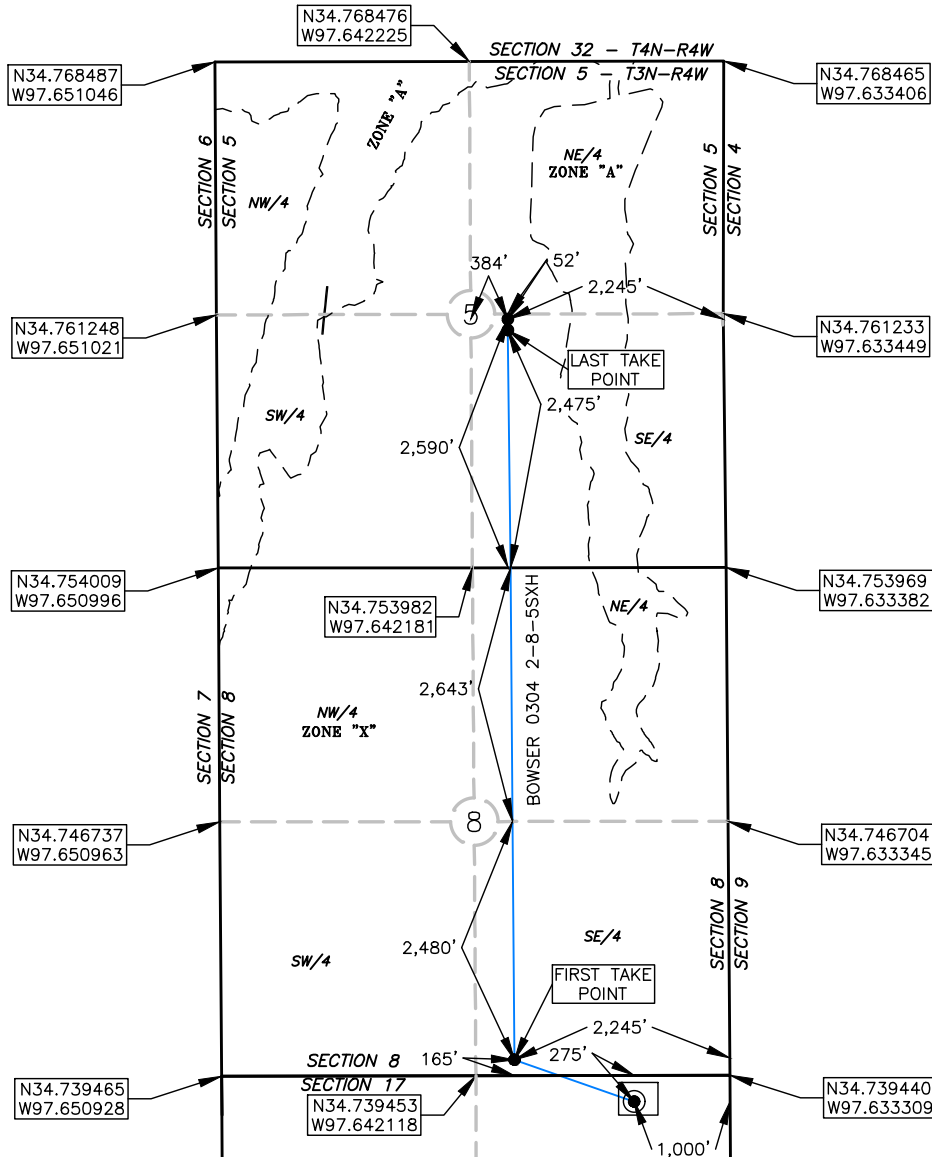 N34.768476
W97.642225
SECTION 32 - T4N-R4W
SECTION 5 - T3N-R4W
N34.768487
W97.651046
N34.768465
W97.633406
ZONE "A"
SECTION 6
SECTION 5
NW/4
NE/4
ZONE "A"
SECTION 5
SECTION 4
384'
52'
2,245'
5
N34.761248
W97.651021
N34.761233
W97.633449
LAST TAKE
POINT
2,475'
SW/4
2,590'
SE/4
N34.754009
W97.650996
N34.753982
W97.642181
N34.753969
W97.633382
NE/4
BOWSER 0304 2-8-5SXH
2,643'
NW/4
ZONE "X"
SECTION 7
SECTION 8
8
N34.746737
W97.650963
N34.746704
W97.633345
SECTION 8
SECTION 9
2,480'
SW/4
SE/4
FIRST TAKE
POINT
2,245'
165'
275'
SECTION 8
SECTION 17
N34.739465
W97.650928
N34.739453
W97.642118
N34.739440
W97.633309
1,000'